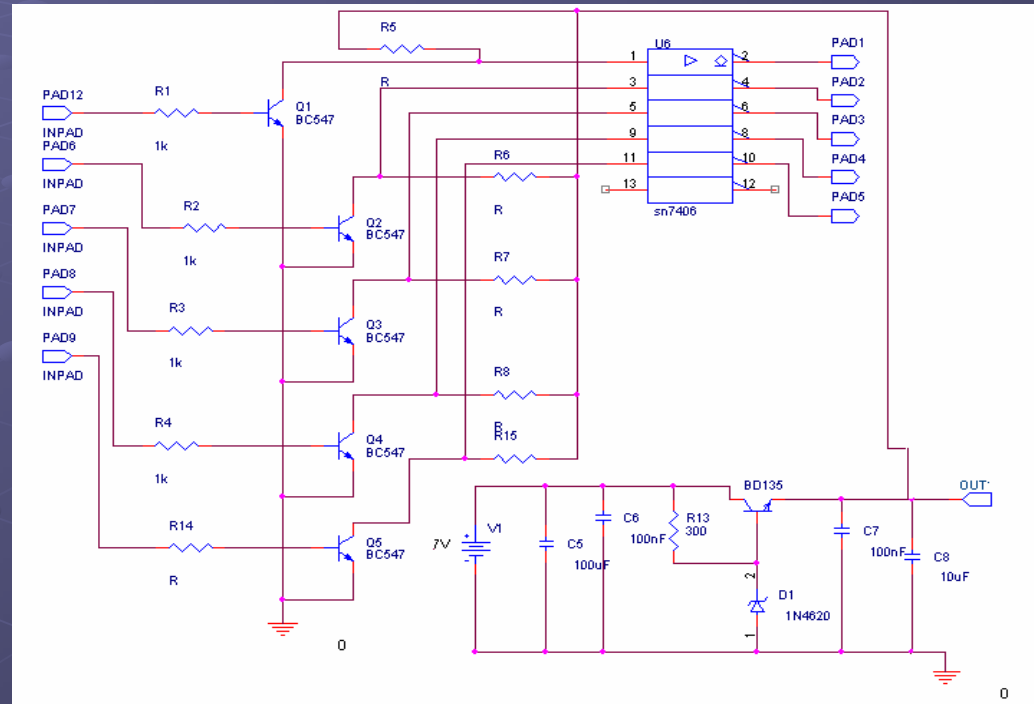 R5
U6
PAD1
1
2
R
3
4
PAD2
PAD12
R1
Q1
BC547
5
6
PAD3
INPAD
1k
9
8
PAD4
PAD6
R6
11
10
PAD5
INPAD
R2
R
13
12
sn7406
PAD7
Q2
BC547
INPAD
1k
R7
PAD8
R3
R
INPAD
Q3
BC547
PAD9
1k
R8
INPAD
R4
R
R15
Q4
BC547
1k
BD135
OUT
R14
V1
C6
R13
7V
100nF
300
C7
R
Q5
BC547
C5
100nF
C8
100uF
10uF
2
D1
1N4620
1
0
0